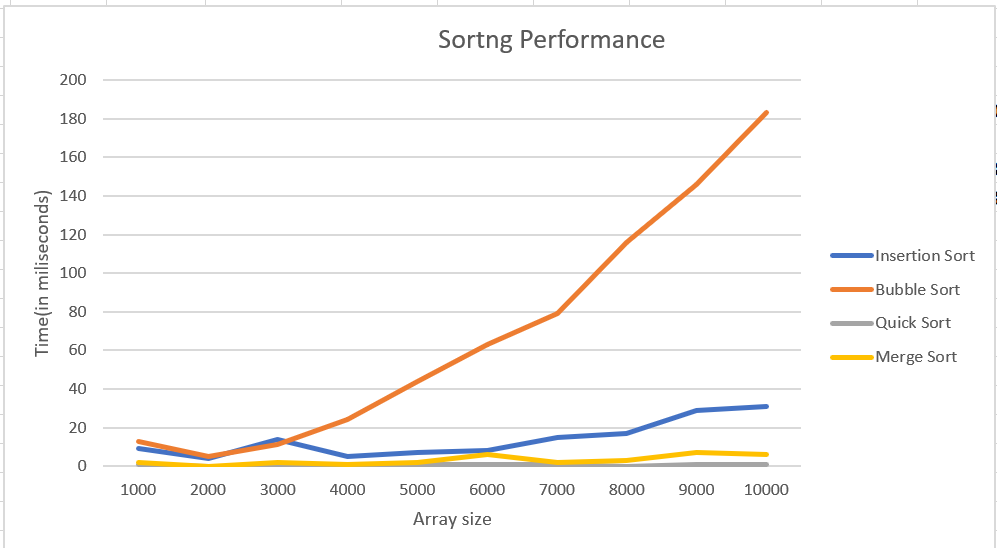 Sortng Performance
200
180
160
140
120
100
80
60
40
20
0
Time(in miliseconds)
1000 2000 3000 4000 5000 6000 7000 8000 9000 10000
Array size
Insertion Sort
Bubble Sort
Quick Sort
Merge Sort